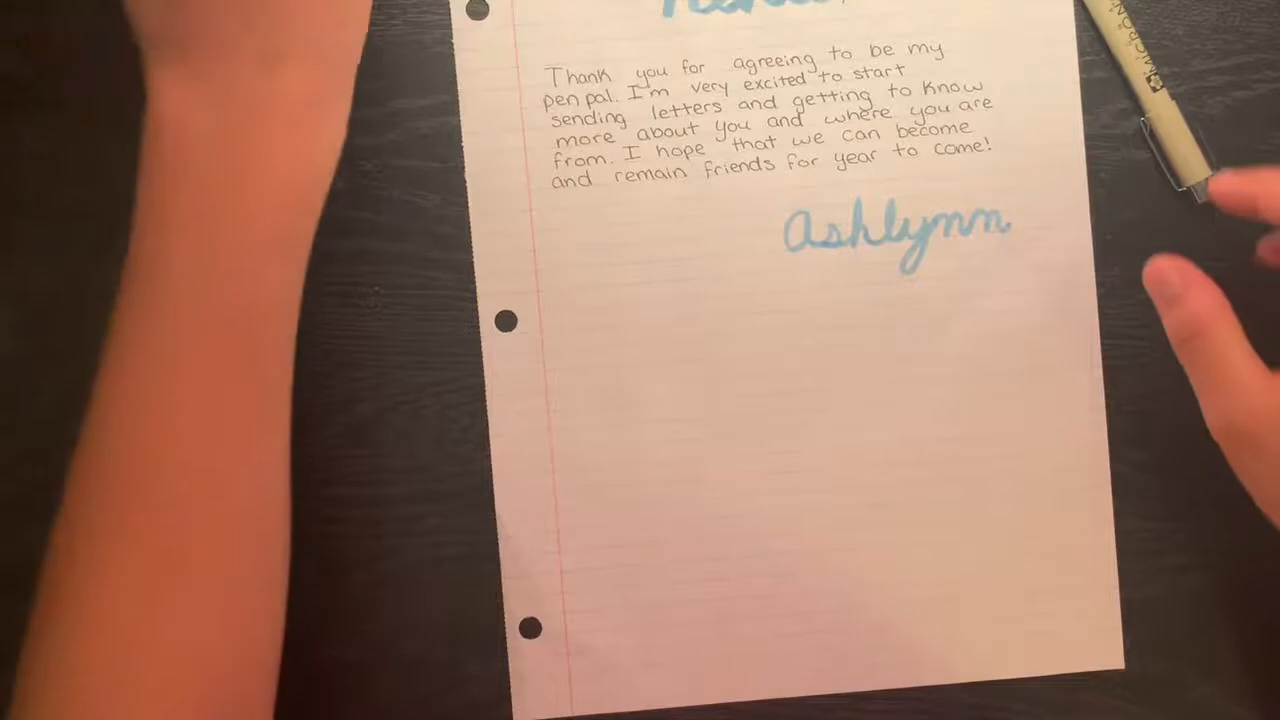 Thank you for agreeing to be my
pen pal. I'm very excited to start
sending letters and getting to know
more about you and where you are
from. I hope that we can become
and remain friends for year to come!
Ashlynn
MICRON